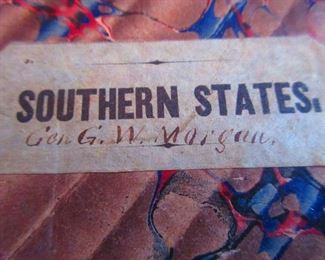 SOUTHERN STATES.
Gen. G. W. Morgan.